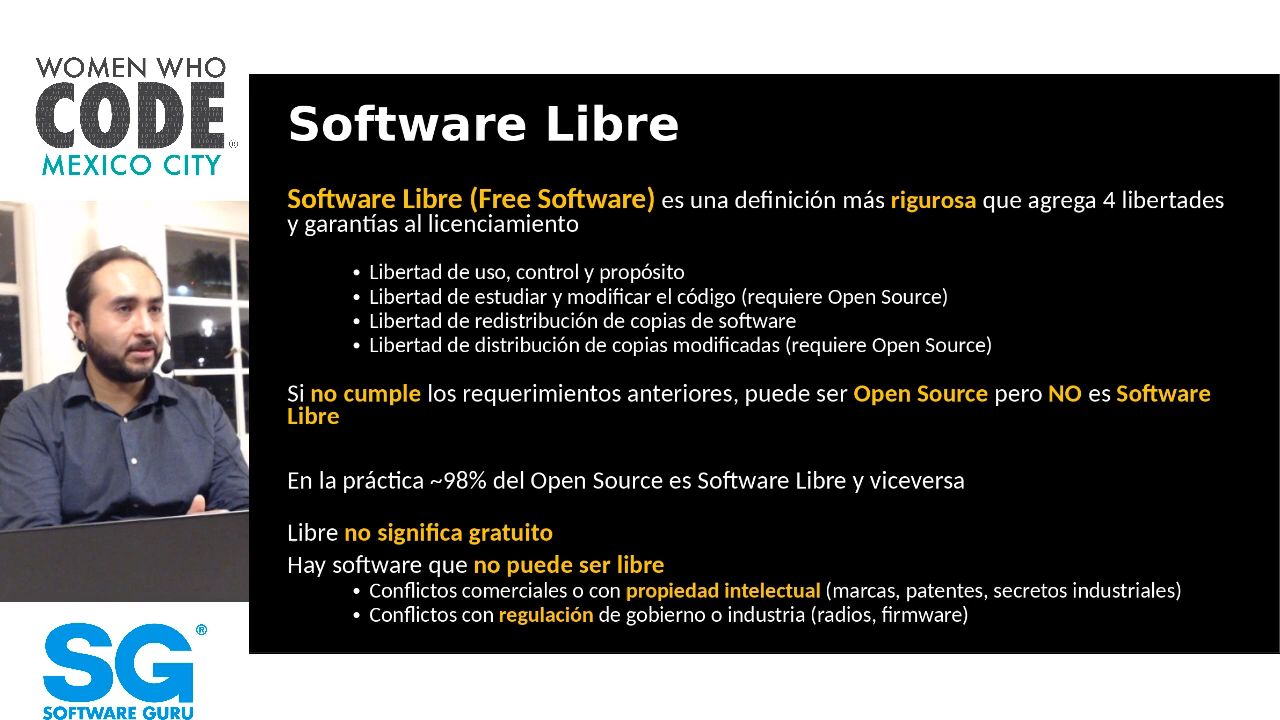 WOMEN WHO
CODE®
MEXICO CITY
Software Libre
Software Libre (Free Software) es una definición más rigurosa que agrega 4 libertades
y garantías al licenciamiento
• Libertad de uso, control y propósito
• Libertad de estudiar y modificar el código (requiere Open Source)
• Libertad de redistribución de copias de software
• Libertad de distribución de copias modificadas (requiere Open Source)
Si no cumple los requerimientos anteriores, puede ser Open Source pero NO es Software
Libre
En la práctica ~98% del Open Source es Software Libre y viceversa
Libre no significa gratuito
Hay software que no puede ser libre
• Conflictos comerciales o con propiedad intelectual (marcas, patentes, secretos industriales)
• Conflictos con regulación de gobierno o industria (radios, firmware)
SG®
SOFTWARE GURU